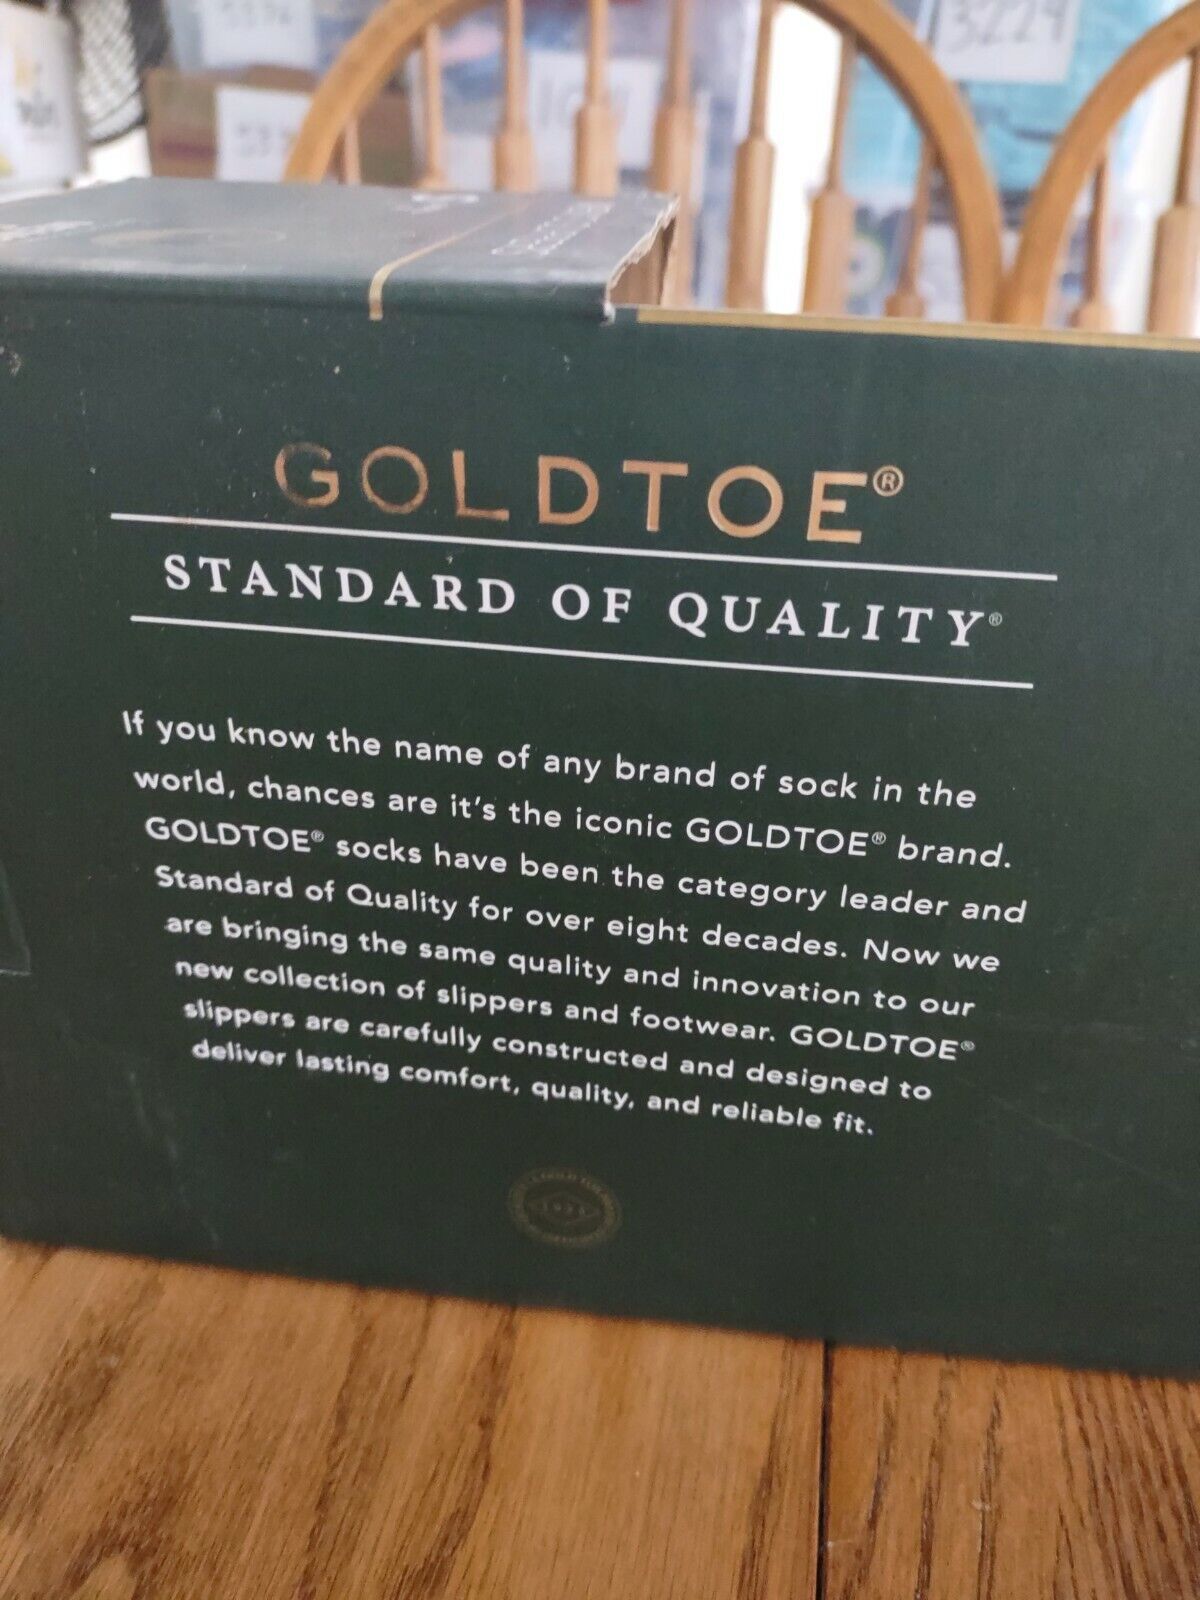 3224
GOLDTOE®
STANDARD OF QUALITY®
If you know the name of any brand of sock in the
world, chances are it's the iconic GOLDTOE® brand.
GOLDTOE® socks have been the category leader and
Standard of Quality for over eight decades. Now we
are bringing the same quality and innovation to our
new collection of slippers and footwear. GOLDTOE®
slippers are carefully constructed and designed to
deliver lasting comfort, quality, and reliable fit.